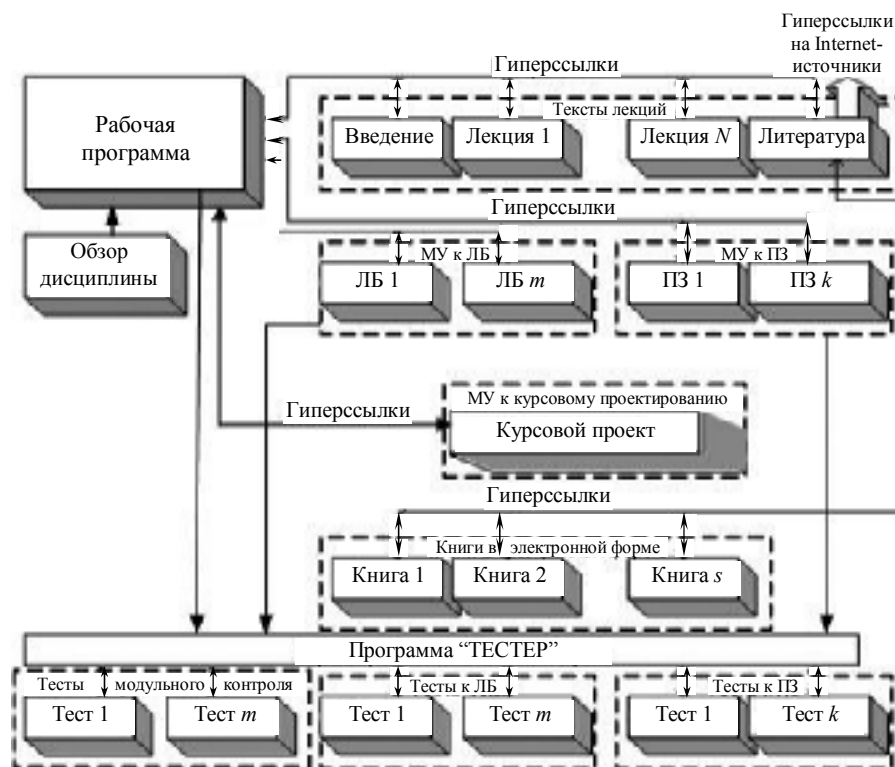 Гиперссылки
на Internet-
источники
Гиперссылки
Рабочая
программа
Тексты лекций
Введение
Лекция 1
Лекция N
Литература
Гиперссылки
Обзор
дисциплины
МУ к ЛБ
МУ к ПЗ
ЛБ 1
ЛБ m
ПЗ 1
ПЗ k
МУ к курсовому проектированию
Гиперссылки
Курсовой проект
Гиперссылки
Книги в электронной форме
Книга 1
Книга 2
Книга s
Программа “ТЕСТЕР”
Тесты модульного контроля
Тесты к ЛБ
Тесты к ПЗ
Тест 1
Тест m
Тест 1
Тест m
Тест 1
Тест k